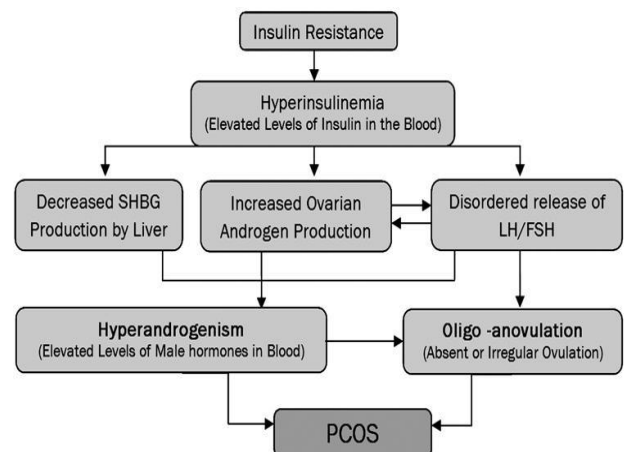 Insulin Resistance
Hyperinsulinemia
(Elevated Levels of Insulin in the Blood)
Decreased SHBG
Production by Liver
Increased Ovarian
Androgen Production
Disordered release of
LH/FSH
Hyperandrogenism
(Elevated Levels of Male hormones in Blood)
Oligo -anovulation
(Absent or Irregular Ovulation)
PCOS